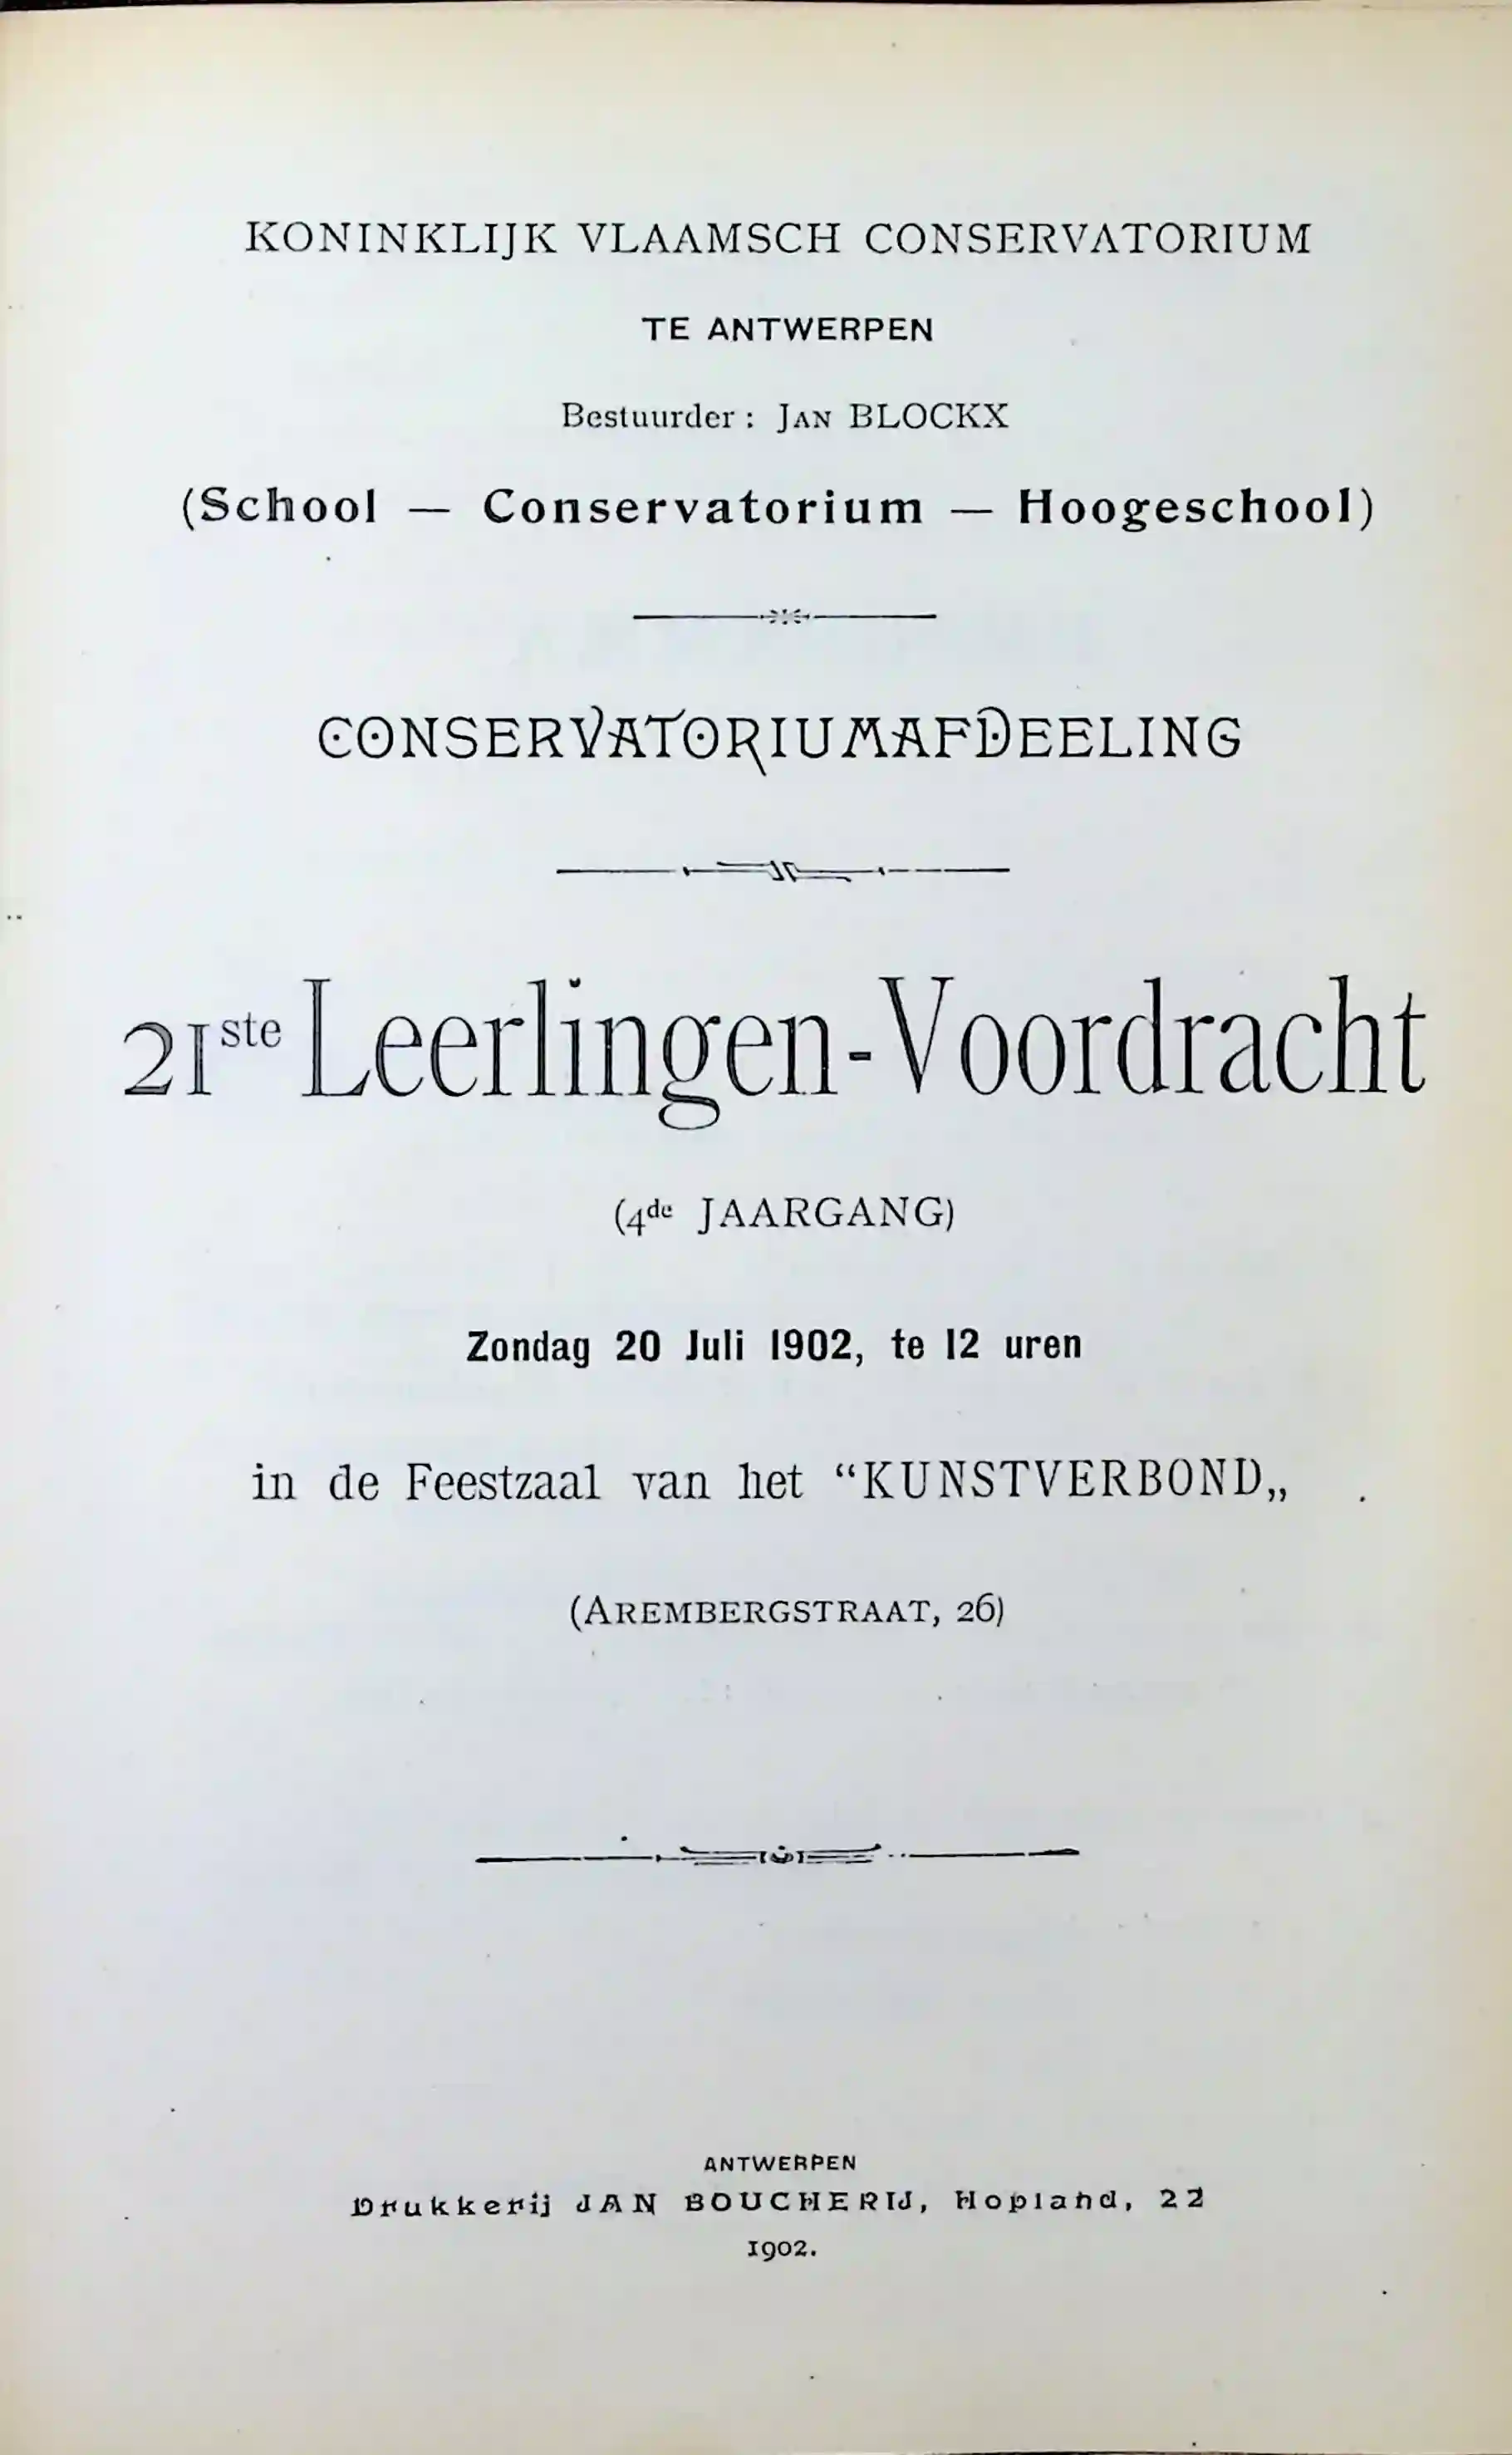 KONINKLIJK VLAAMSCH CONSERVATORIUM
TE ANTWERPEN
Bestuurder : JAN BLOCKX
(School — Conservatorium — Hoogeschool)
CONSERVATORIUMAFDEELING
21ste Leerlingen-Voordracht
(4de JAARGANG)
Zondag 20 Juli 1902, te 12 uren
in de Feestzaal van het “KUNSTVERBOND„
(AREMBERGSTRAAT, 26)
ANTWERPEN
Drukkerij JAN BOUCHERIJ, Hopland, 22
1902.